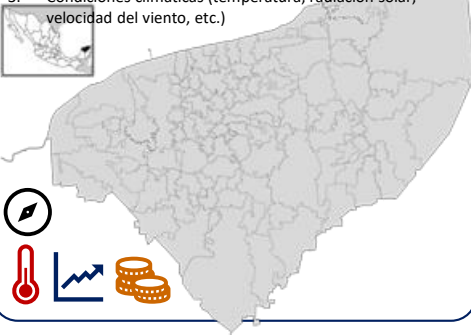 Condiciones climáticas (temperatura, radiación solar,
velocidad del viento, etc.)